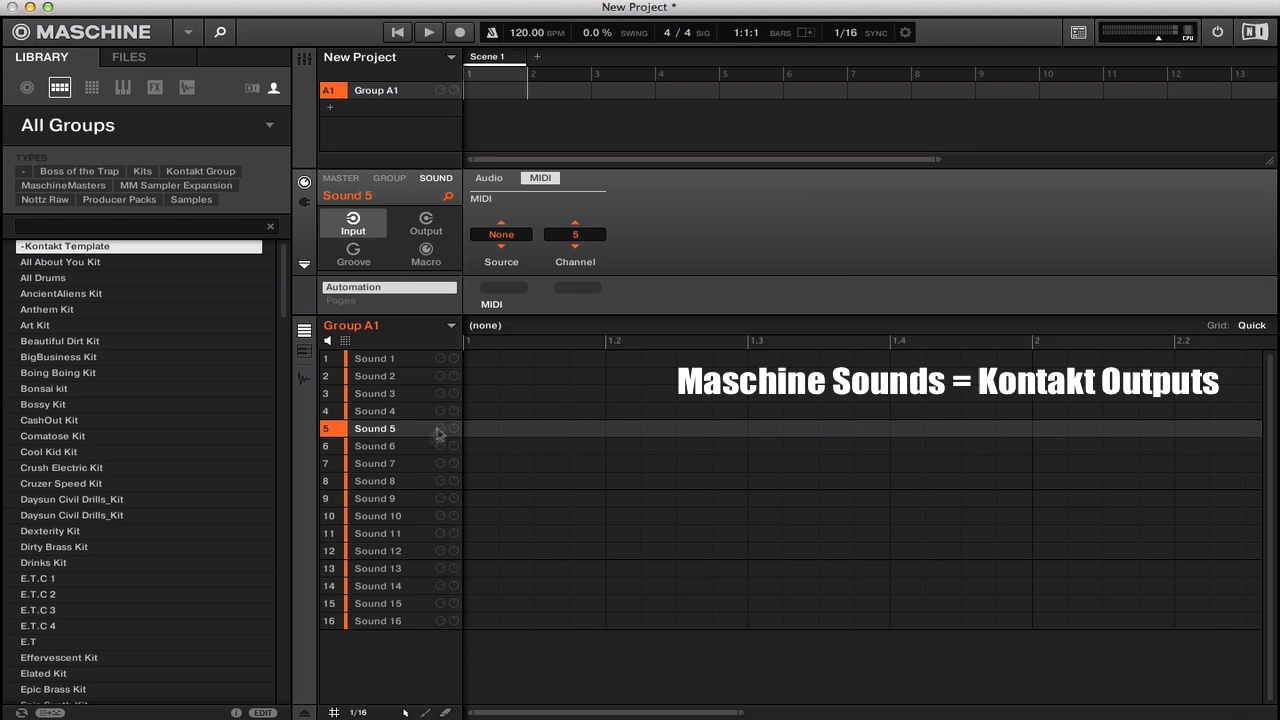 New Project *
MASCHINE
120.00 BPM 0.0 % SWING 4 / 4 SIG 1:1:1 BARS 1/16 SYNC
CPU
LIBRARY FILES
All Groups
TYPES
- Boss of the Trap Kits Kontakt Group
MaschineMasters MM Sampler Expansion
Nottz Raw Producer Packs Samples
-Kontakt Template
All About You Kit
All Drums
AncientAliens Kit
Anthem Kit
Art Kit
Beautiful Dirt Kit
BigBusiness Kit
Boing Boing Kit
Bonsai kit
Bossy Kit
CashOut Kit
Comatose Kit
Cool Kid Kit
Crush Electric Kit
Cruzer Speed Kit
Daysun Civil Drills_Kit
Daysun Civil Drills_Kit
Dexterity Kit
Dirty Brass Kit
Drinks Kit
E.T.C 1
E.T.C 2
E.T.C 3
E.T.C 4
E.T
Effervescent Kit
Elated Kit
Epic Brass Kit
EDIT
New Project
A1 Group A1
+
Scene 1 +
1 2 3 4 5 6 7 8 9 10 11 12 13
MASTER GROUP SOUND
Sound 5
Input Output
Groove Macro
Automation
Pages
Audio MIDI
MIDI
None 5
Source Channel
MIDI
Group A1
(none)
Grid: Quick
1 1.2 1.3 1.4 2 2.2
1 Sound 1
2 Sound 2
3 Sound 3
4 Sound 4
5 Sound 5
6 Sound 6
7 Sound 7
8 Sound 8
9 Sound 9
10 Sound 10
11 Sound 11
12 Sound 12
13 Sound 13
14 Sound 14
15 Sound 15
16 Sound 16
Maschine Sounds = Kontakt Outputs
1/16